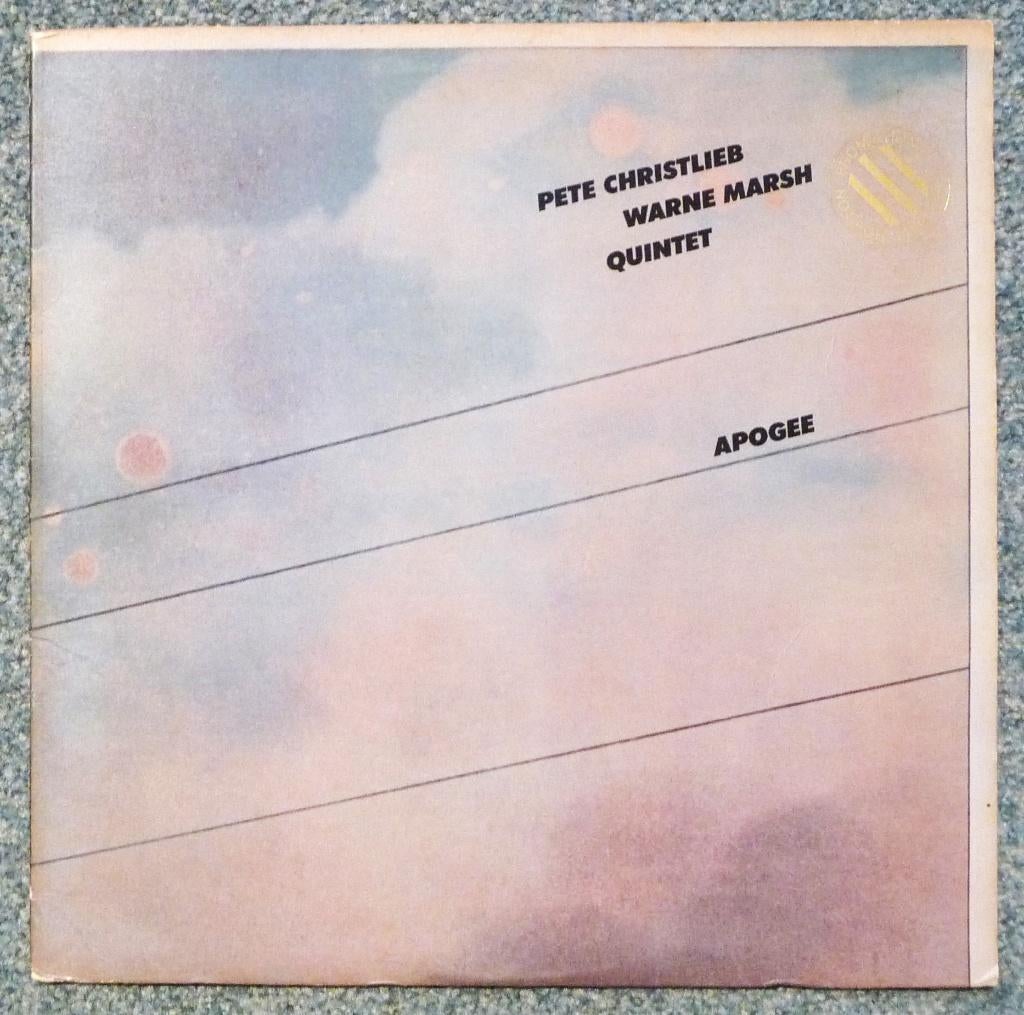 PETE CHRISTLIEB
WARNE MARSH
QUINTET
APOGEE